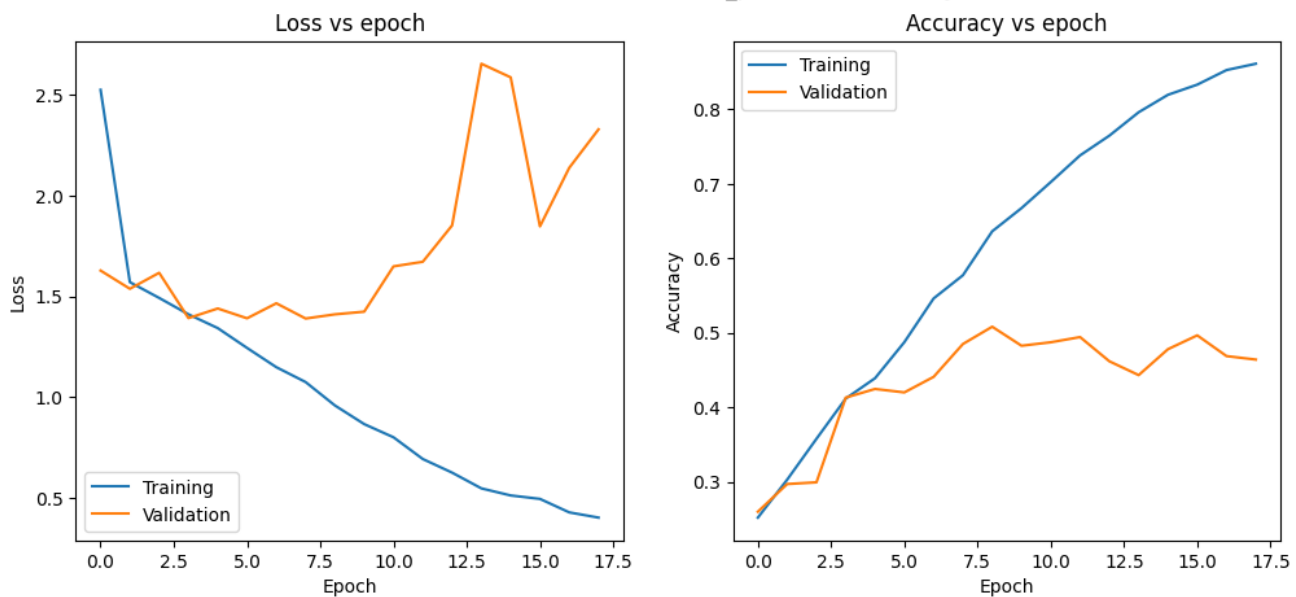 Loss vs epoch
2.5
2.0
1.5
1.0
0.5
Loss
Training
Validation
0.0 2.5 5.0 7.5 10.0 12.5 15.0 17.5
Epoch
Accuracy vs epoch
Training
Validation
0.8
0.7
0.6
0.5
0.4
0.3
Accuracy
0.0 2.5 5.0 7.5 10.0 12.5 15.0 17.5
Epoch